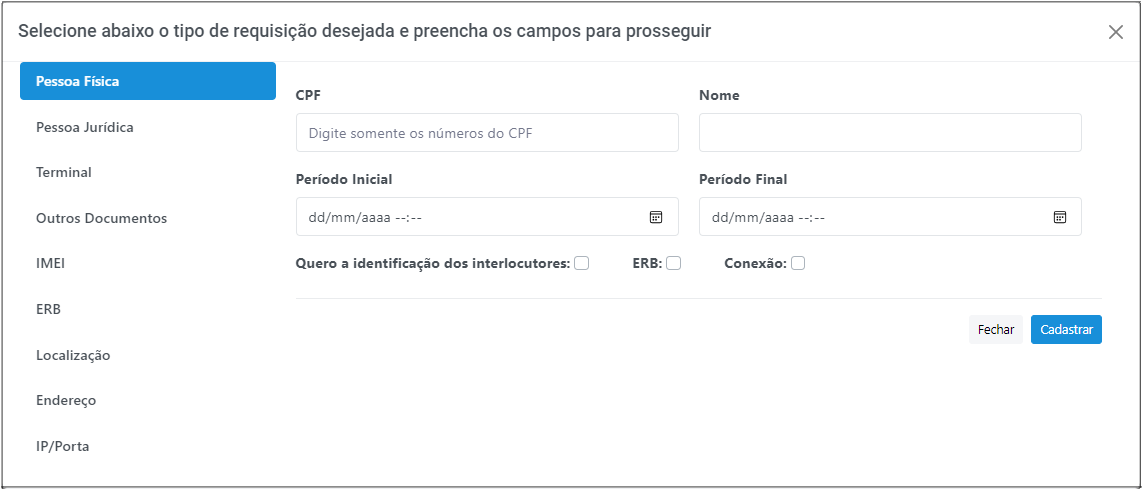 Selecione abaixo o tipo de requisição desejada e preencha os campos para prosseguir
Pessoa Física
Pessoa Jurídica
Terminal
Outros Documentos
IMEI
ERB
Localização
Endereço
IP/Porta
CPF
Nome
Digite somente os números do CPF
Período Inicial
Período Final
dd/mm/aaaa --:--
dd/mm/aaaa --:--
Quero a identificação dos interlocutores:
ERB:
Conexão:
Fechar
Cadastrar